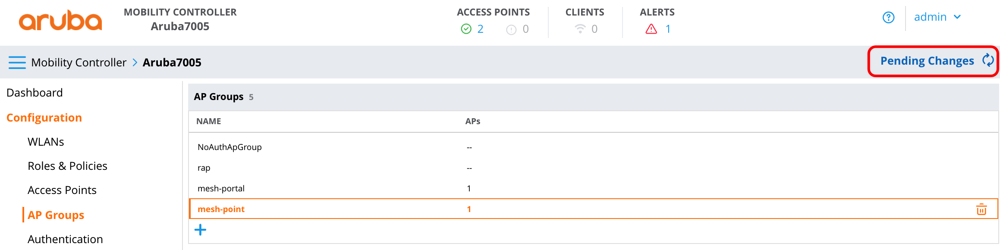 aruba
MOBILITY CONTROLLER
Aruba7005
ACCESS POINTS
2 0
CLIENTS
0
ALERTS
1
admin
Mobility Controller > Aruba7005
Pending Changes
Dashboard
Configuration
WLANs
Roles & Policies
Access Points
AP Groups
Authentication
AP Groups 5
NAME APs
NoAuthApGroup --
rap --
mesh-portal 1
mesh-point 1